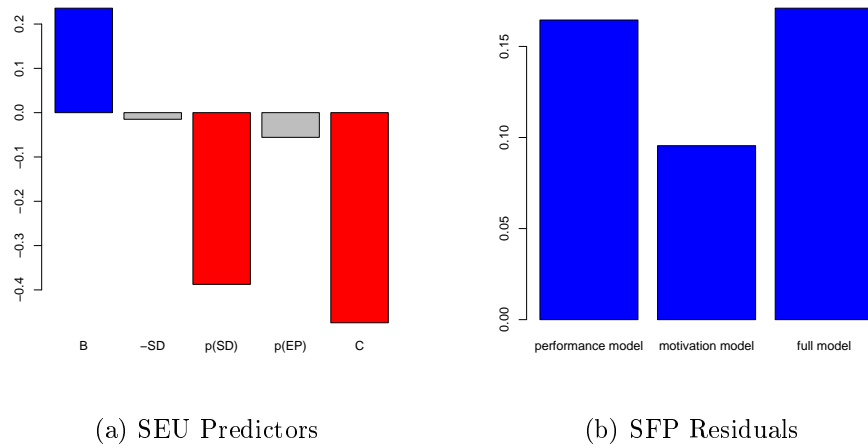 0.2
0.1
0.0
−0.1
−0.2
−0.3
−0.4
B −SD p(SD) p(EP) C
(a) SEU Predictors
0.15
0.10
0.05
0.00
performance model motivation model full model
(b) SFP Residuals